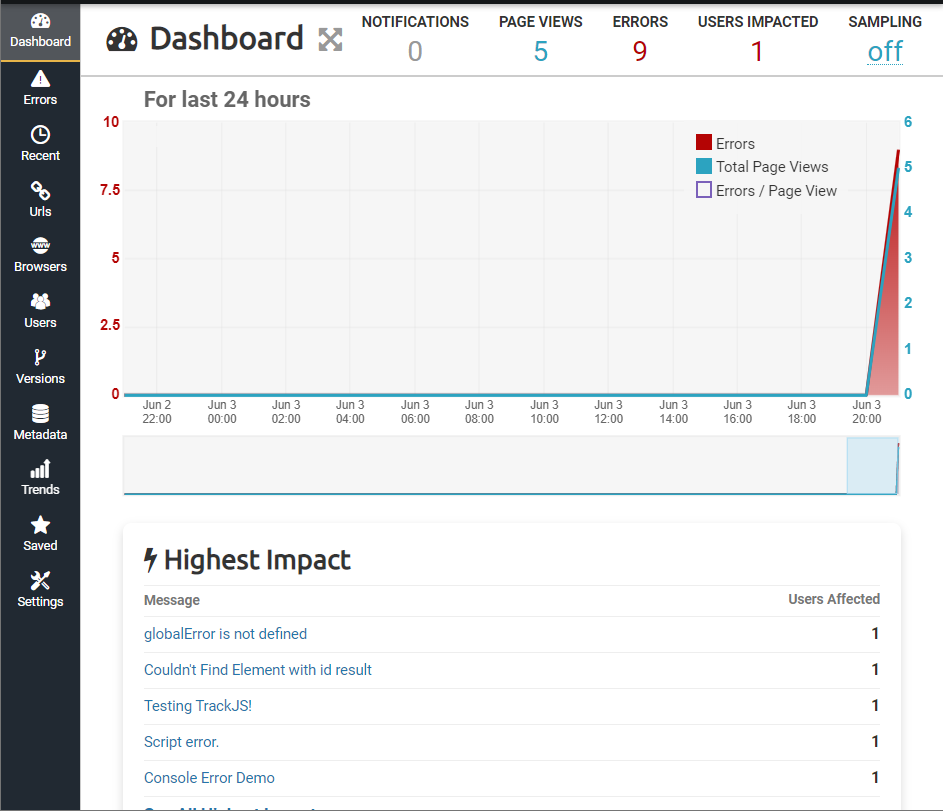 Dashboard
Errors
Recent
Urls
www
Browsers
Users
Versions
Metadata
Trends
Saved
Settings
Dashboard
NOTIFICATIONS
0
PAGE VIEWS
5
ERRORS
9
USERS IMPACTED
1
SAMPLING
off
For last 24 hours
10
7.5
5
2.5
0
Errors
Total Page Views
Errors / Page View
6
5
4
3
2
1
0
Jun 2 22:00
Jun 3 00:00
Jun 3 02:00
Jun 3 04:00
Jun 3 06:00
Jun 3 08:00
Jun 3 10:00
Jun 3 12:00
Jun 3 14:00
Jun 3 16:00
Jun 3 18:00
Jun 3 20:00
Highest Impact
Message Users Affected
globalError is not defined 1
Couldn't Find Element with id result 1
Testing TrackJS! 1
Script error. 1
Console Error Demo 1